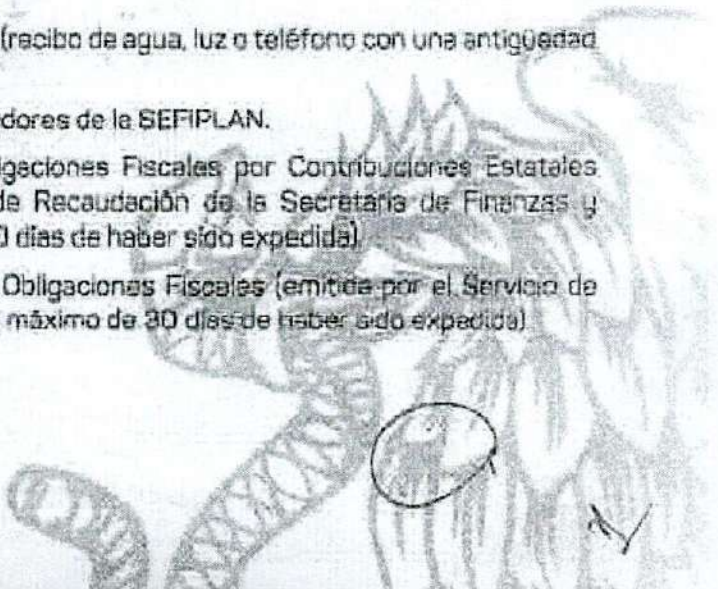 (recibo de agua, luz o teléfono con una antigüedad
dores de la SEFIPLAN.
ligaciones Fiscales por Contribuciones Estatales
de Recaudación de la Secretaría de Finanzas y
0 días de haber sido expedida)
Obligaciones Fiscales (emitida por el Servicio de
máximo de 30 días de haber sido expedida)